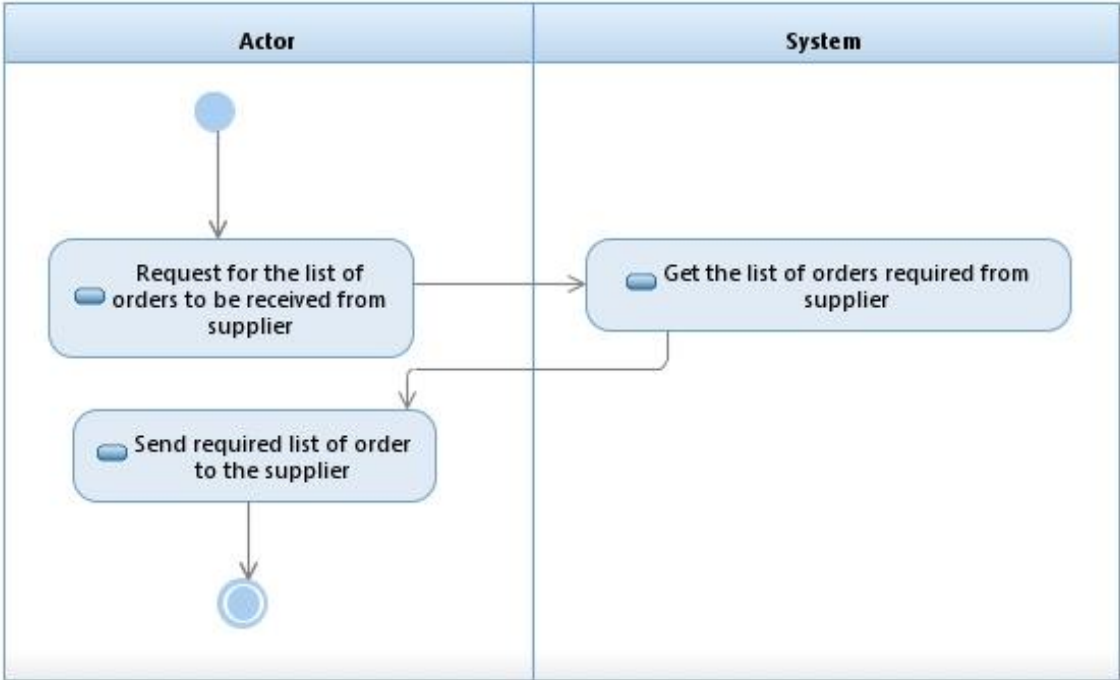 Actor
System
Request for the list of
orders to be received from
supplier
Get the list of orders required from
supplier
Send required list of order
to the supplier